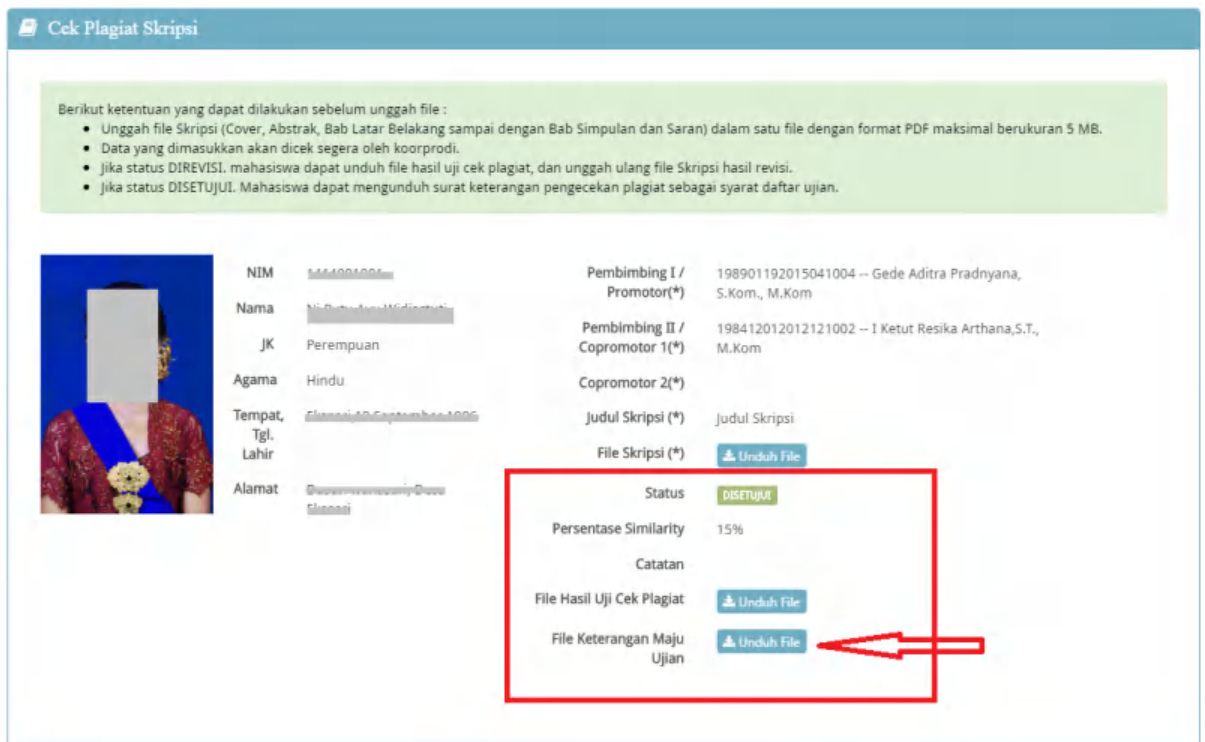 Cek Plagiat Skripsi
Berikut ketentuan yang dapat dilakukan sebelum unggah file :
• Unggah file Skripsi (Cover, Abstrak, Bab Latar Belakang sampai dengan Bab Simpulan dan Saran) dalam satu file dengan format PDF maksimal berukuran 5 MB.
• Data yang dimasukkan akan dicek segera oleh koorprodi.
• Jika status DIREVISI. mahasiswa dapat unduh file hasil uji cek plagiat, dan unggah ulang file Skripsi hasil revisi.
• Jika status DISETUJUI. Mahasiswa dapat mengunduh surat keterangan pengecekan plagiat sebagai syarat daftar ujian.
NIM
Nama
JK Perempuan
Agama Hindu
Tempat,
Tgl.
Lahir
Alamat
Pembimbing I / 198901192015041004 -- Gede Aditra Pradnyana,
Promotor(*) S.Kom., M.Kom
Pembimbing II / 198412012012121002 -- I Ketut Resika Arthana,S.T.,
Copromotor 1(*) M.Kom
Copromotor 2(*)
Judul Skripsi (*) Judul Skripsi
File Skripsi (*) Unduh File
Status DISETUJUI
Persentase Similarity 15%
Catatan
File Hasil Uji Cek Plagiat Unduh File
File Keterangan Maju Unduh File
Ujian